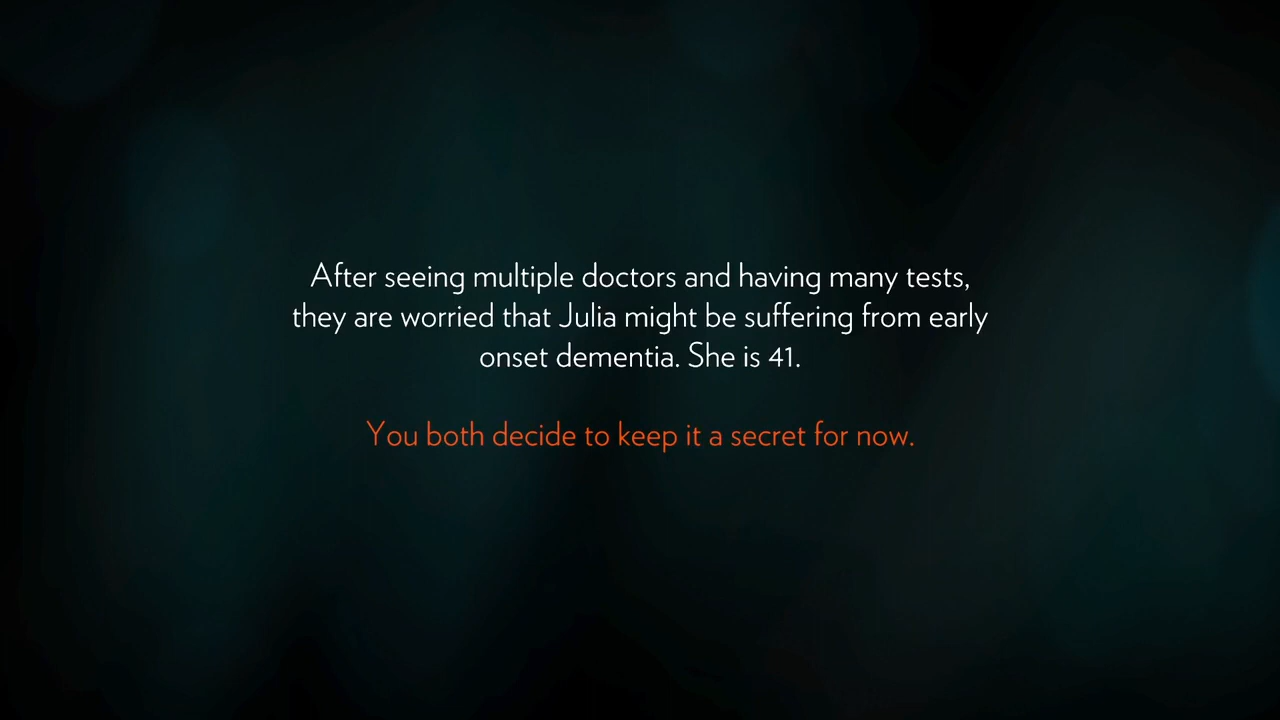 After seeing multiple doctors and having many tests,
they are worried that Julia might be suffering from early
onset dementia. She is 41.
You both decide to keep it a secret for now.